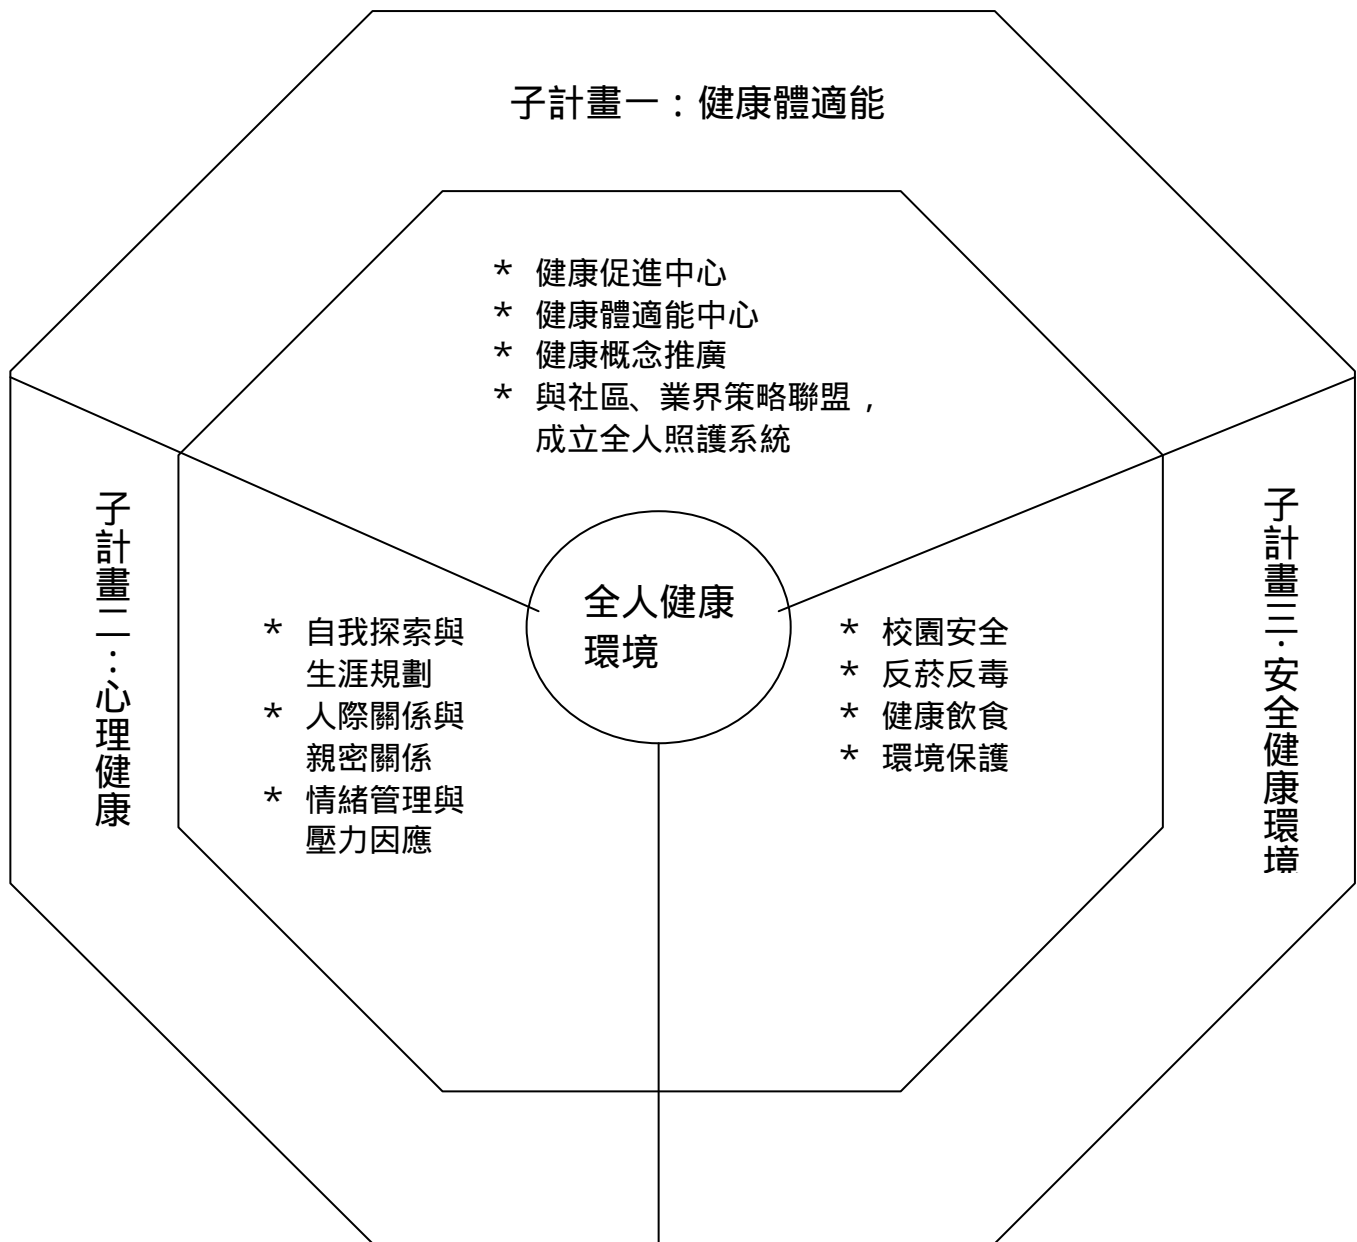 子計畫一：健康體適能
* 健康促進中心
* 健康體適能中心
* 健康概念推廣
* 與社區、業界策略聯盟，
成立全人照護系統
子計畫二：心理健康
* 自我探索與
生涯規劃
* 人際關係與
親密關係
* 情緒管理與
壓力因應
全人健康
環境
* 校園安全
* 反菸反毒
* 健康飲食
* 環境保護
子計畫三：安全健康環境